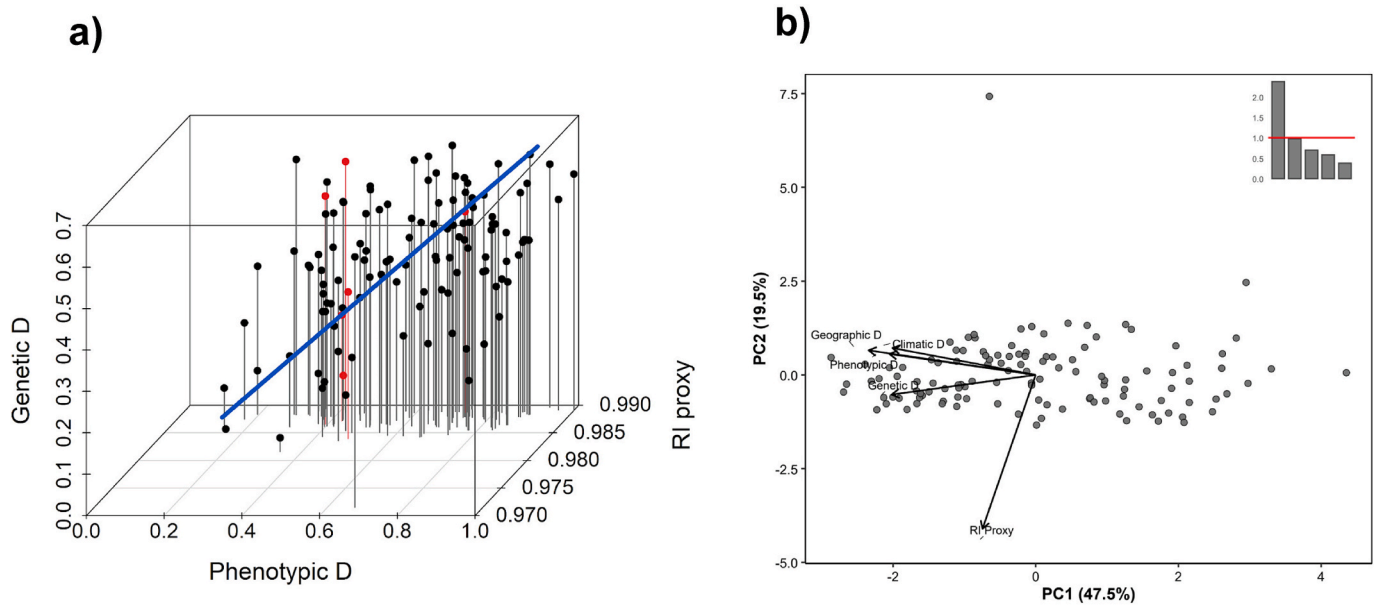 a)
Genetic D
0.7
0.6
0.5
0.4
0.3
0.2
0.1
0.0
0.0 0.2 0.4 0.6 0.8 1.0
Phenotypic D
0.990
0.985
0.980
0.975
0.970
RI proxy
b)
PC2 (19.5%)
7.5
5.0
2.5
0.0
-2.5
-5.0
2.0
1.5
1.0
0.5
0.0
Geographic D
Climatic D
Phenotypic D
Genetic D
RI Proxy
-2 0 2 4
PC1 (47.5%)